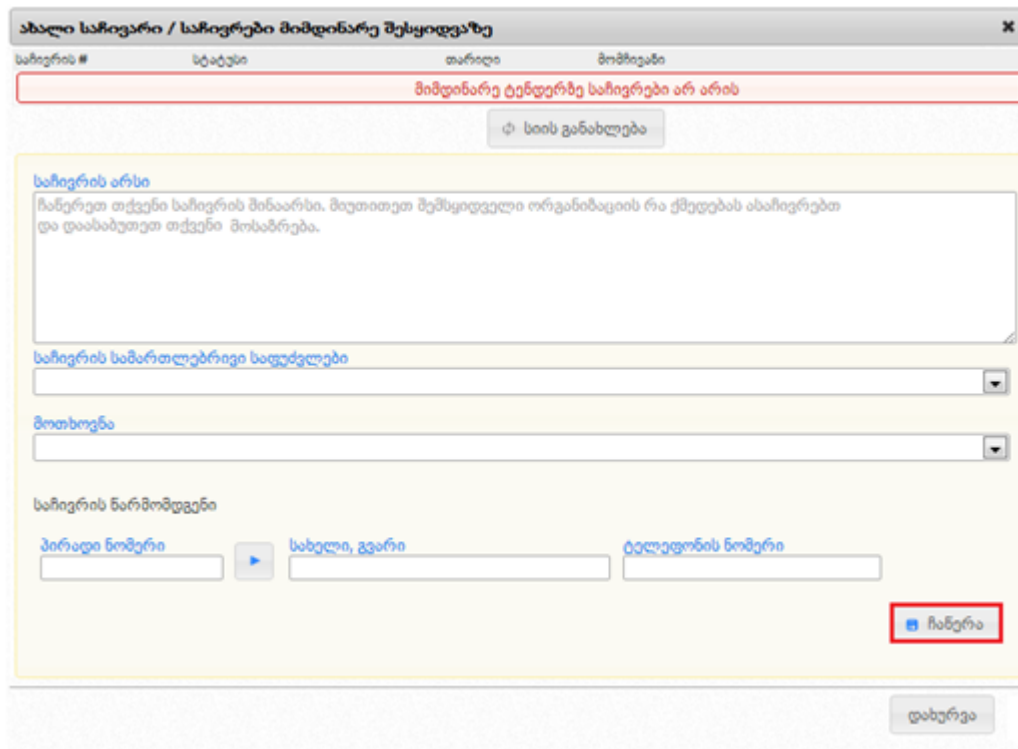 ახალი საჩივარი / საჩივრები მიმდინარე შესყიდვაზე
საჩივრის # სტატუსი თარიღი მომჩივანი
მიმდინარე ტენდერზე საჩივრები არ არის
სიის განახლება
საჩივრის არსი
ჩაწერეთ თქვენი საჩივრის შინაარსი. მიუთითეთ შემსყიდველი ორგანიზაციის რა ქმედებას ასაჩივრებთ
და დაასაბუთეთ თქვენი მოსაზრება.
საჩივრის სამართლებრივი საფუძვლები
მოთხოვნა
საჩივრის წარმომდგენი
პირადი ნომერი სახელი, გვარი ტელეფონის ნომერი
ჩაწერა
დახურვა